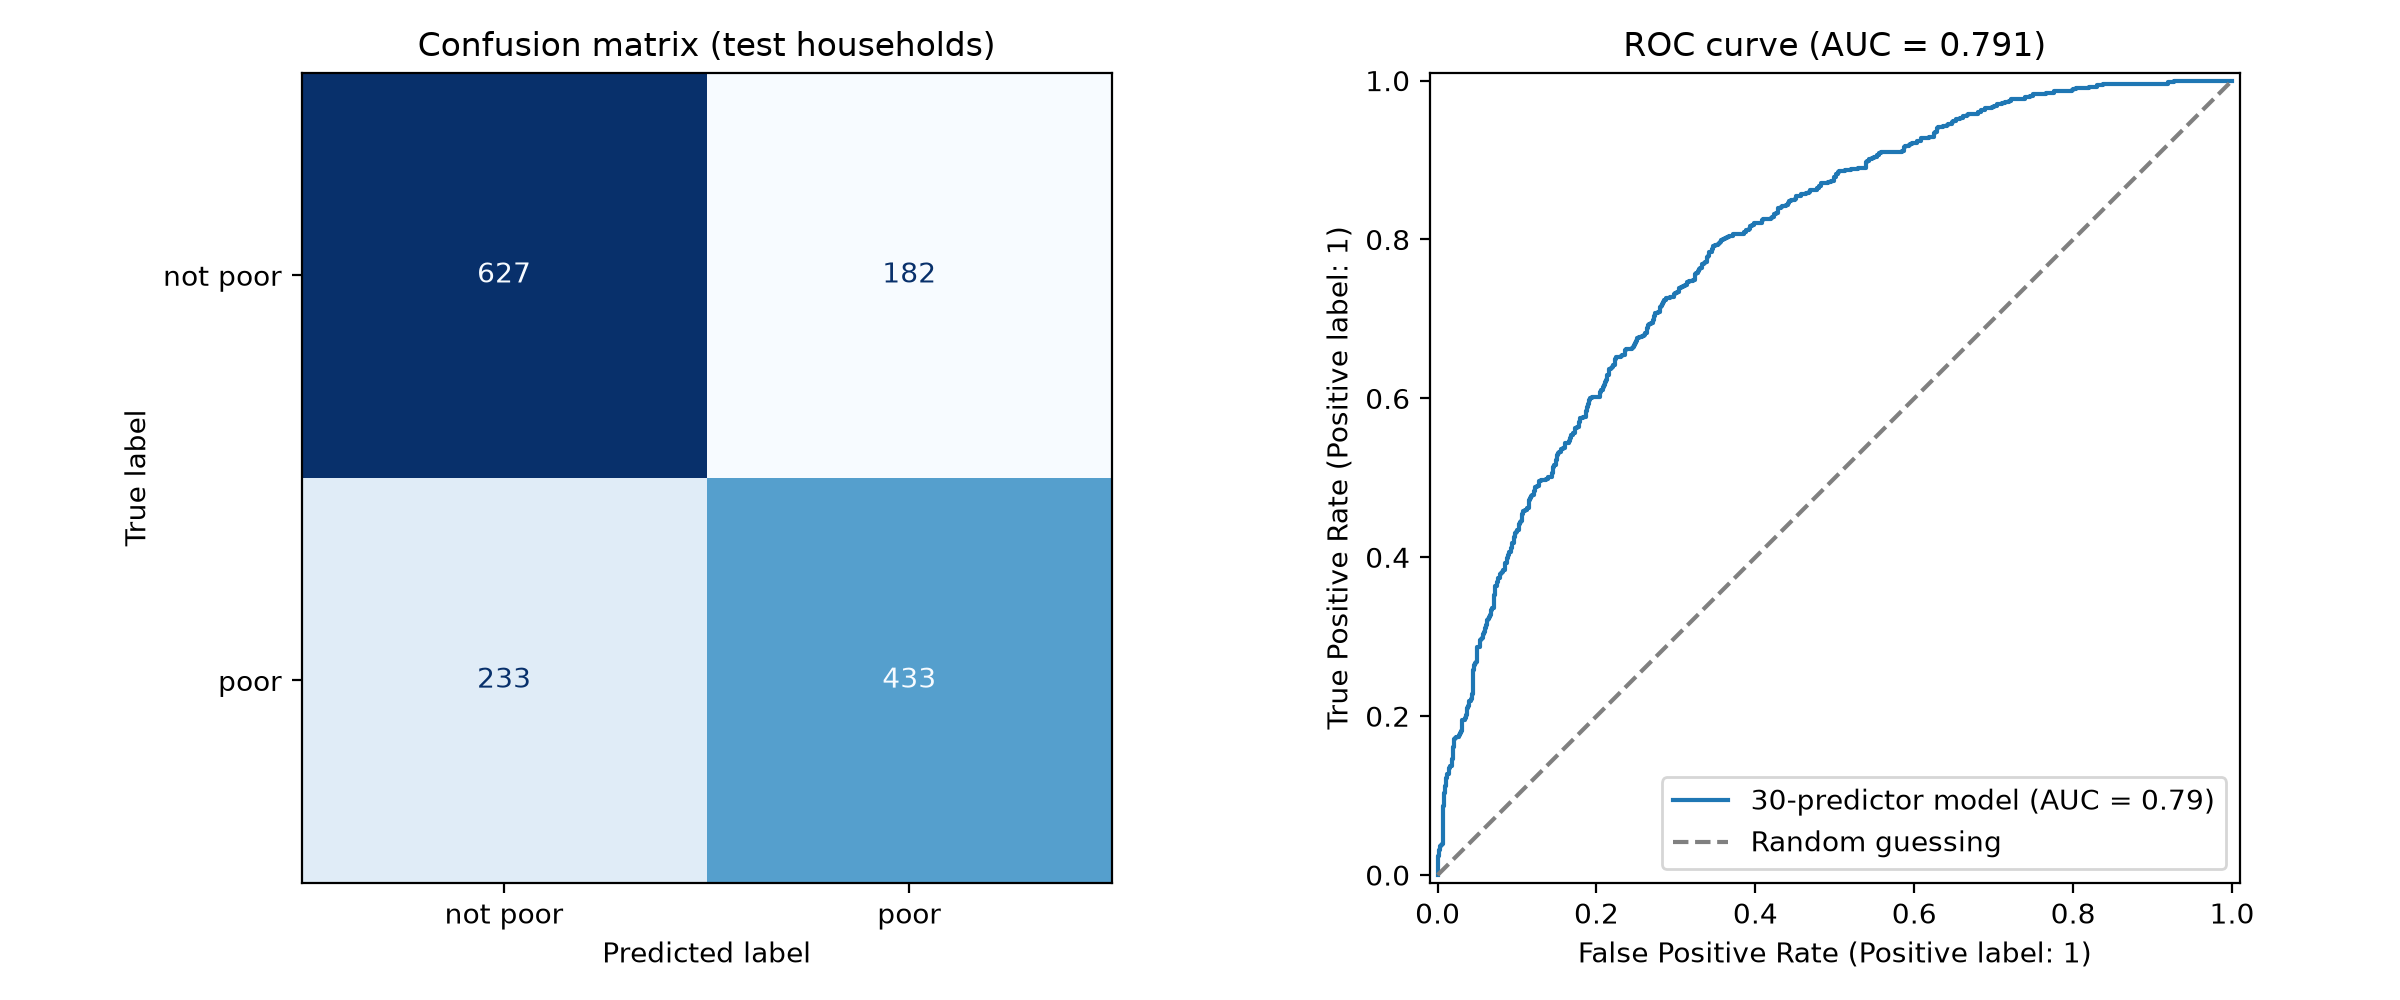 Confusion matrix (test households)
True label
not poor
627
182
poor
233
433
not poor
poor
Predicted label
ROC curve (AUC = 0.791)
True Positive Rate (Positive label: 1)
1.0
0.8
0.6
0.4
0.2
0.0
30-predictor model (AUC = 0.79)
Random guessing
0.0
0.2
0.4
0.6
0.8
1.0
False Positive Rate (Positive label: 1)